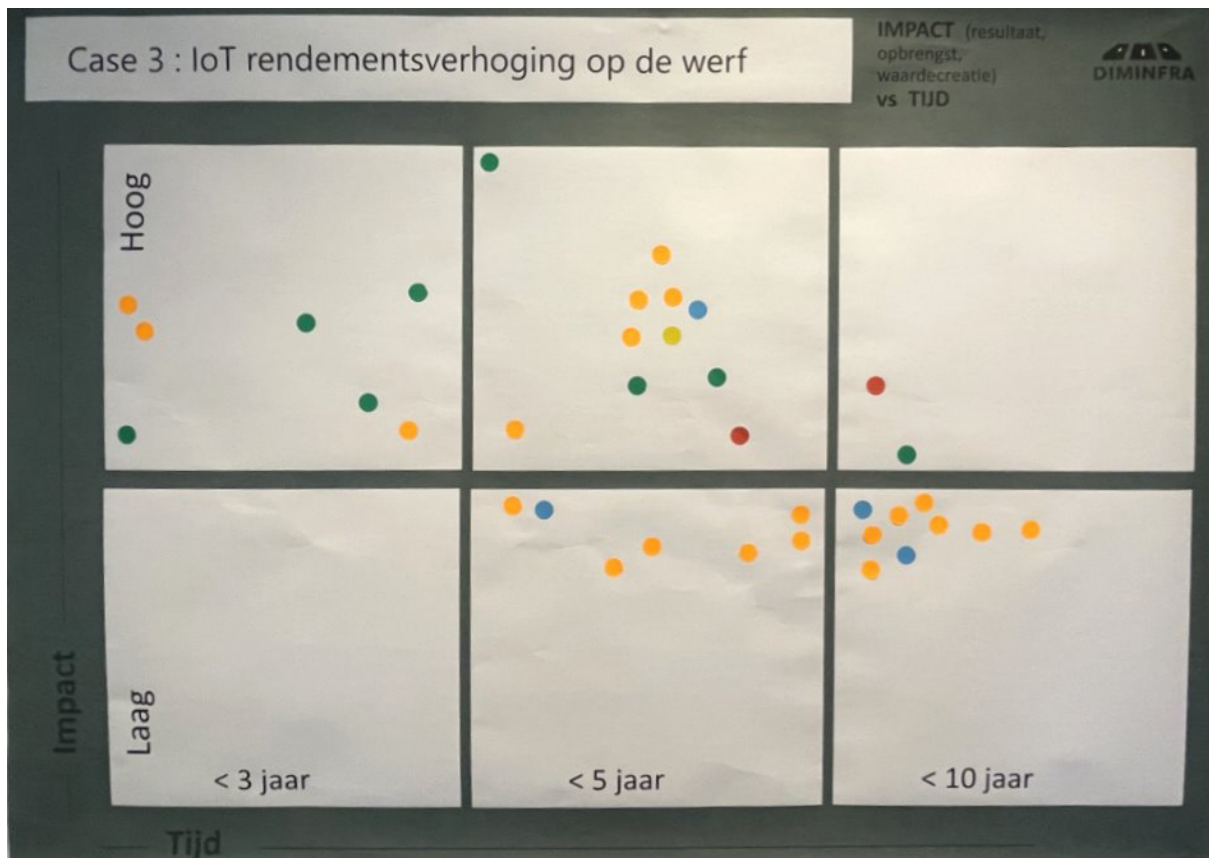 Case 3 : IoT rendementsverhoging op de werf
IMPACT (resultaat,
opbrengst,
waardecreatie)
vs TIJD
DIMINFRA
Hoog
Impact
Laag
< 3 jaar
< 5 jaar
< 10 jaar
Tijd